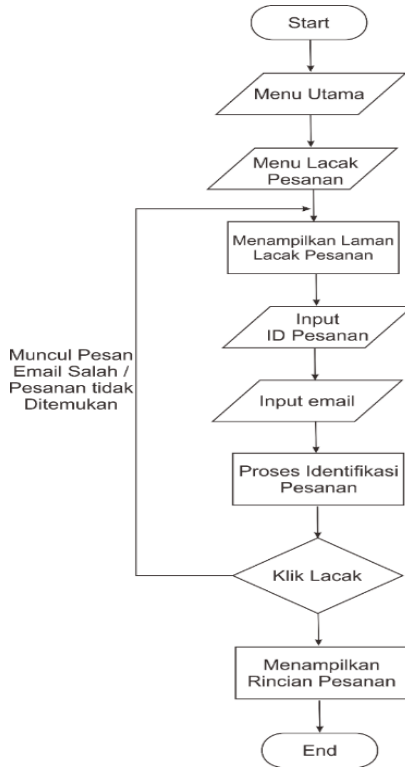 Start
Menu Utama
Menu Lacak
Pesanan
Menampilkan Laman
Lacak Pesanan
Input
ID Pesanan
Muncul Pesan
Email Salah /
Pesanan tidak
Ditemukan
Input email
Proses Identifikasi
Pesanan
Klik Lacak
Menampilkan
Rincian Pesanan
End